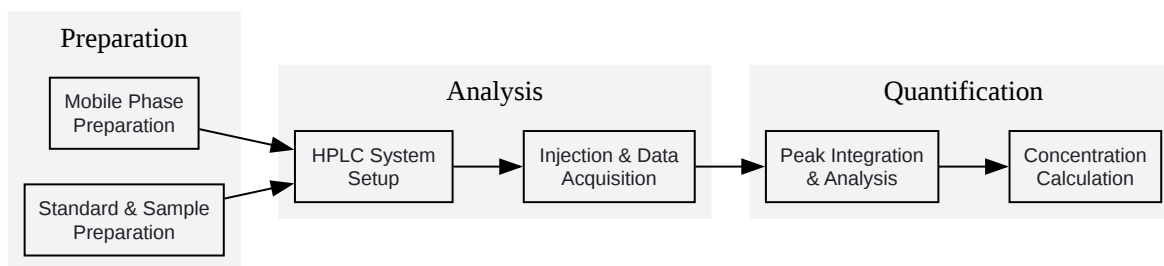 Preparation
Mobile Phase
Preparation
Standard & Sample
Preparation
Analysis
HPLC System
Setup
Injection & Data
Acquisition
Quantification
Peak Integration
& Analysis
Concentration
Calculation